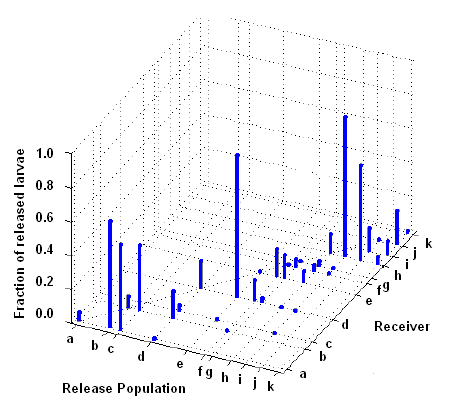 Fraction of released larvae
1.0
0.8
0.6
0.4
0.2
0.0
a
b
c
d
e
f
g
h
i
j
k
Release Population
a
b
c
d
e
f
g
h
i
j
k
Receiver